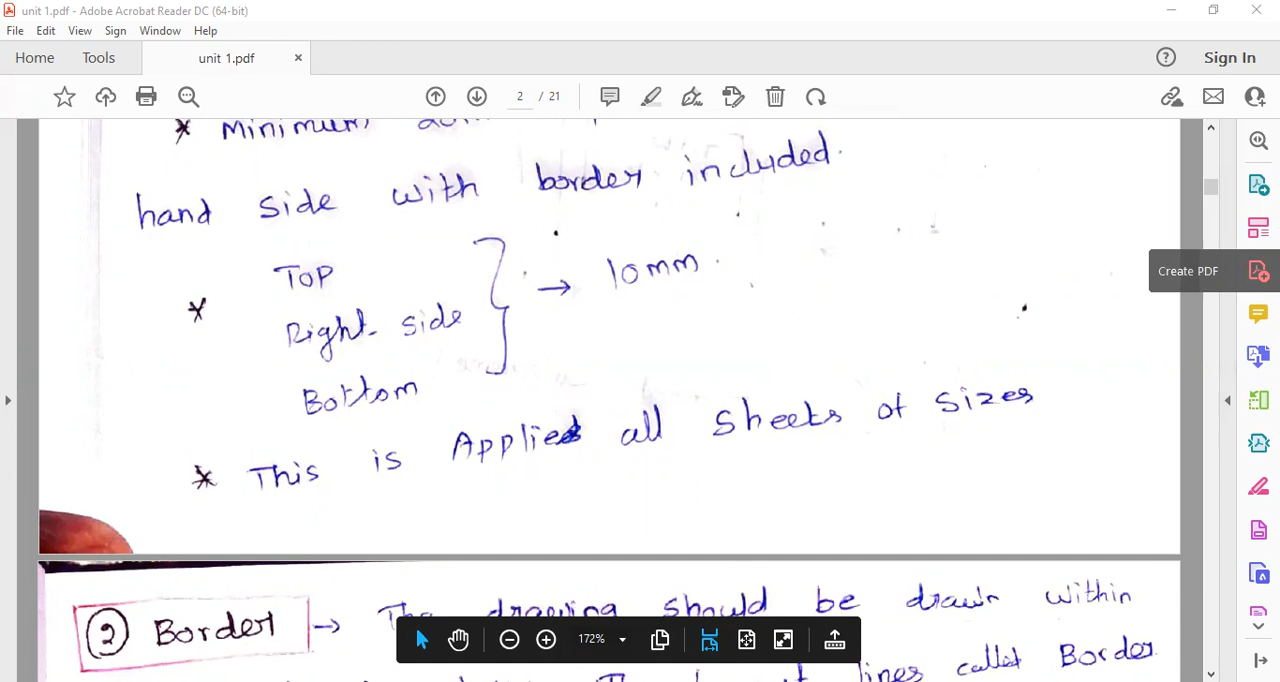 unit 1.pdf - Adobe Acrobat Reader DC (64-bit)
File Edit View Sign Window Help
Home Tools unit 1.pdf × Sign In
2 / 21
* Minimum
hand side with border included.
Top
* Right side } → 10mm.
Bottom
Create PDF
* This is Applied all sheets of sizes
② Border → The drawing should be drawn within
172%
lines called Border